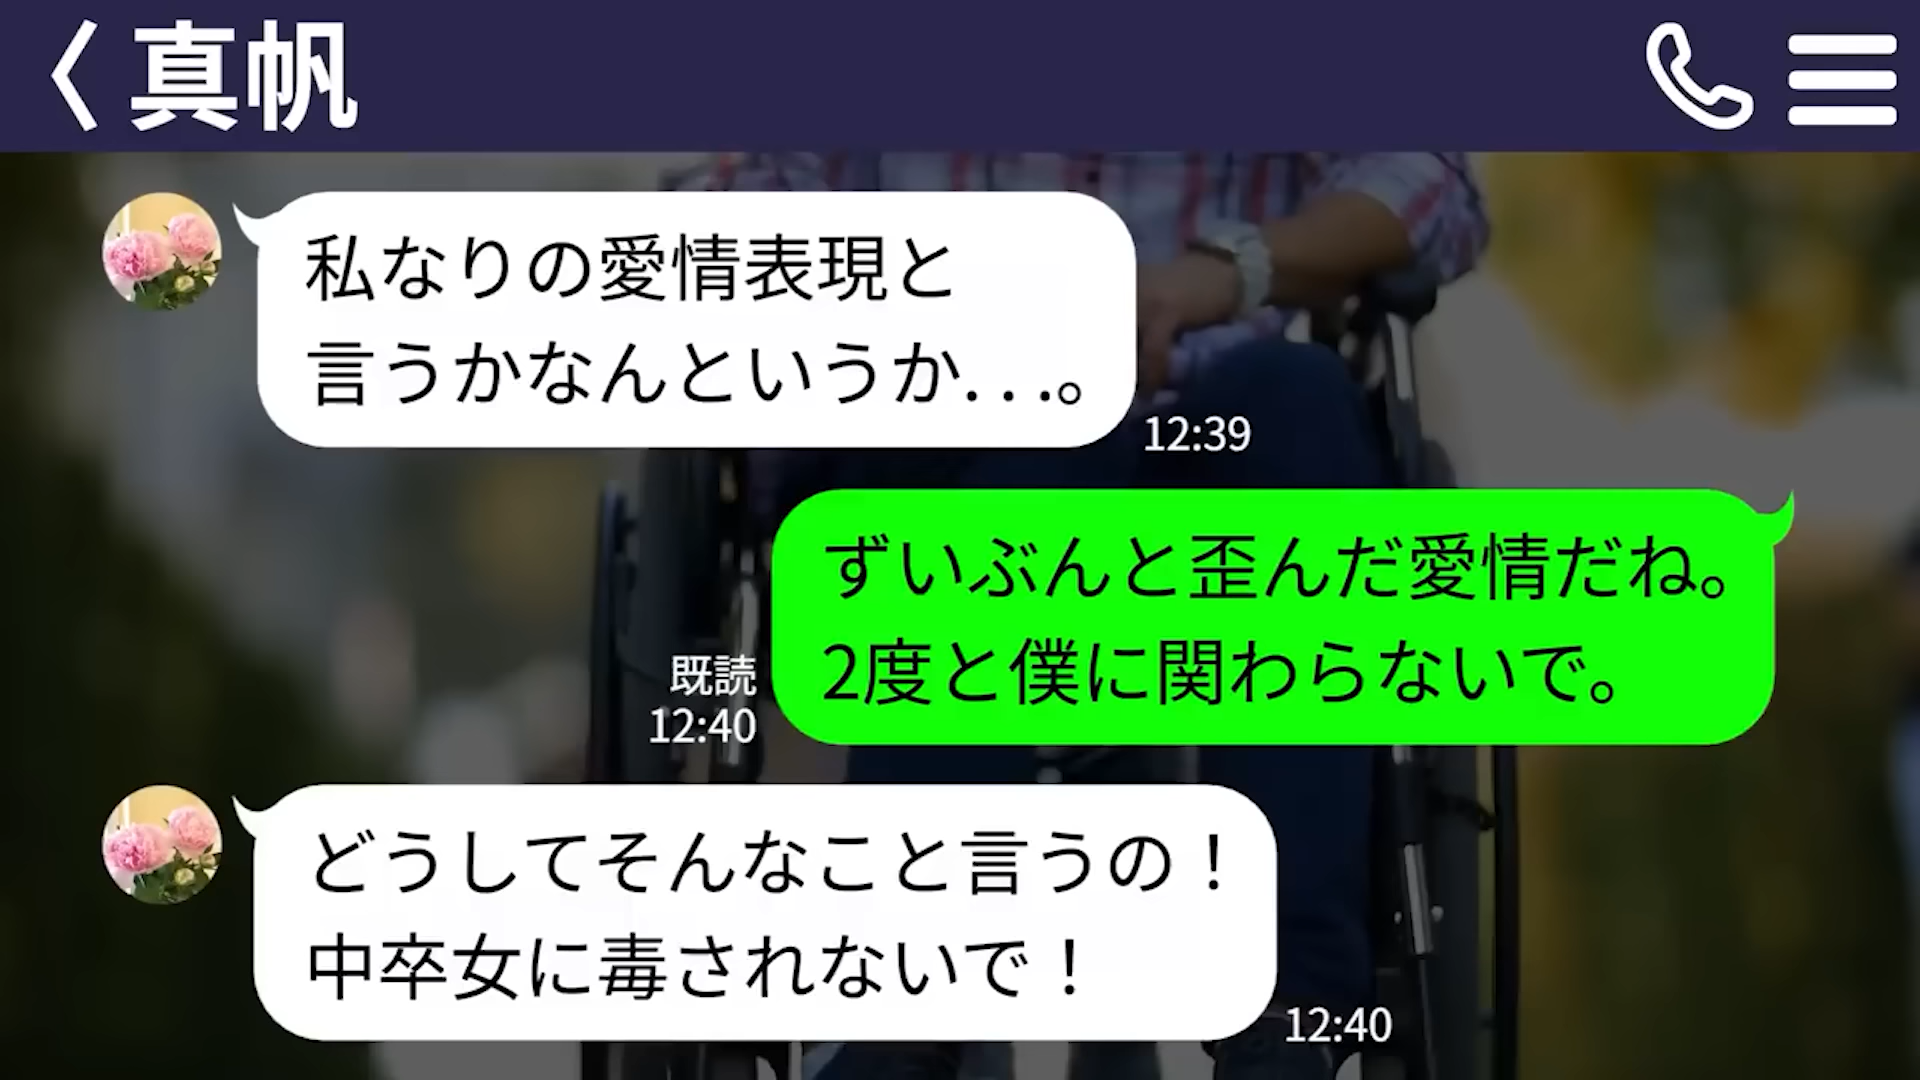 真帆
私なりの愛情表現と
言うかなんというか...。
12:39
ずいぶんと歪んだ愛情だね。
2度と僕に関わらないで。
既読
12:40
どうしてそんなこと言うの！
中卒女に毒されないで！
12:40